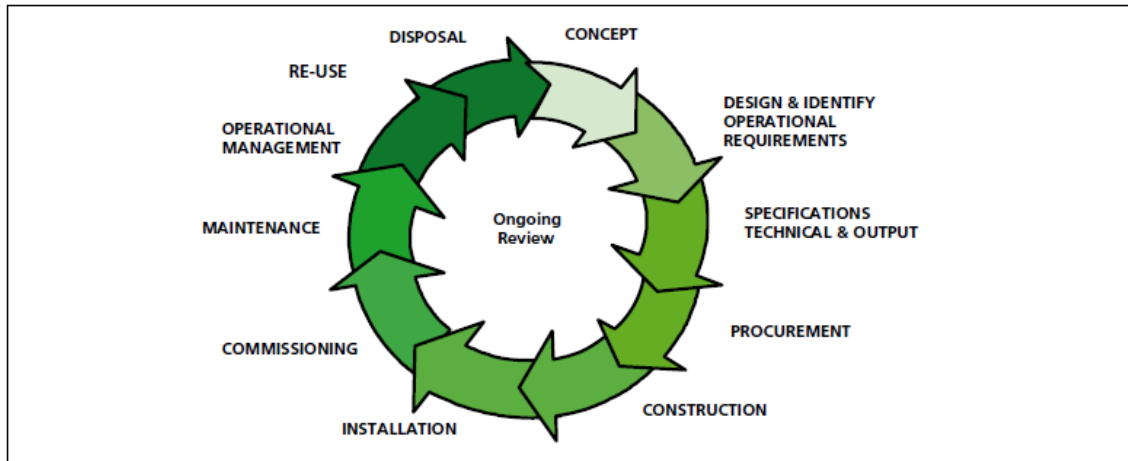 CONCEPT
DESIGN & IDENTIFY
OPERATIONAL
REQUIREMENTS
SPECIFICATIONS
TECHNICAL & OUTPUT
PROCUREMENT
CONSTRUCTION
INSTALLATION
COMMISSIONING
MAINTENANCE
OPERATIONAL
MANAGEMENT
RE-USE
DISPOSAL
Ongoing
Review